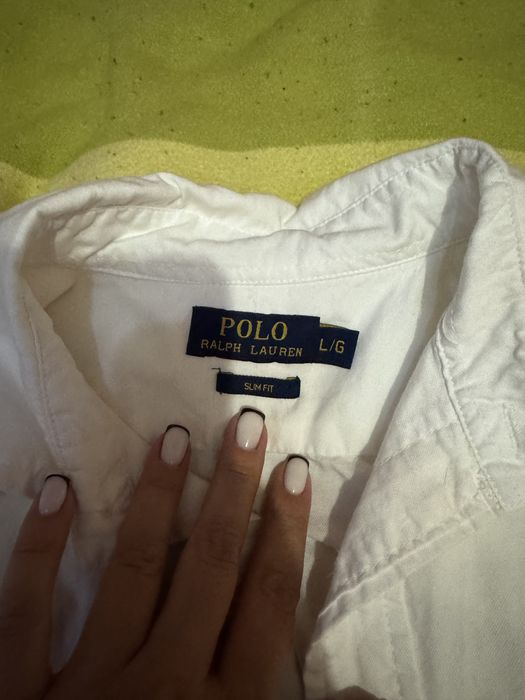 POLO
RALPH LAUREN
L/G
SLIM FIT